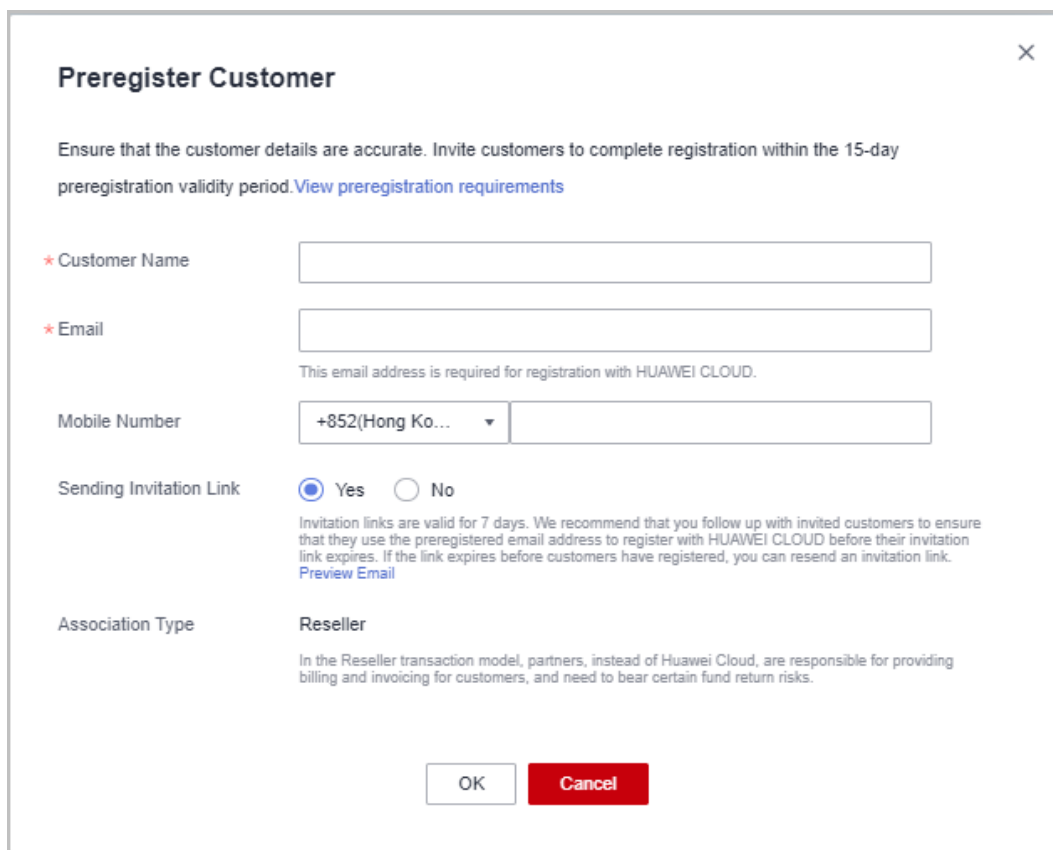 Preregister Customer
Ensure that the customer details are accurate. Invite customers to complete registration within the 15-day
preregistration validity period.View preregistration requirements
* Customer Name
* Email
This email address is required for registration with HUAWEI CLOUD.
Mobile Number +852(Hong Ko...
Sending Invitation Link Yes No
Invitation links are valid for 7 days. We recommend that you follow up with invited customers to ensure
that they use the preregistered email address to register with HUAWEI CLOUD before their invitation
link expires. If the link expires before customers have registered, you can resend an invitation link.
Preview Email
Association Type Reseller
In the Reseller transaction model, partners, instead of Huawei Cloud, are responsible for providing
billing and invoicing for customers, and need to bear certain fund return risks.
OK Cancel